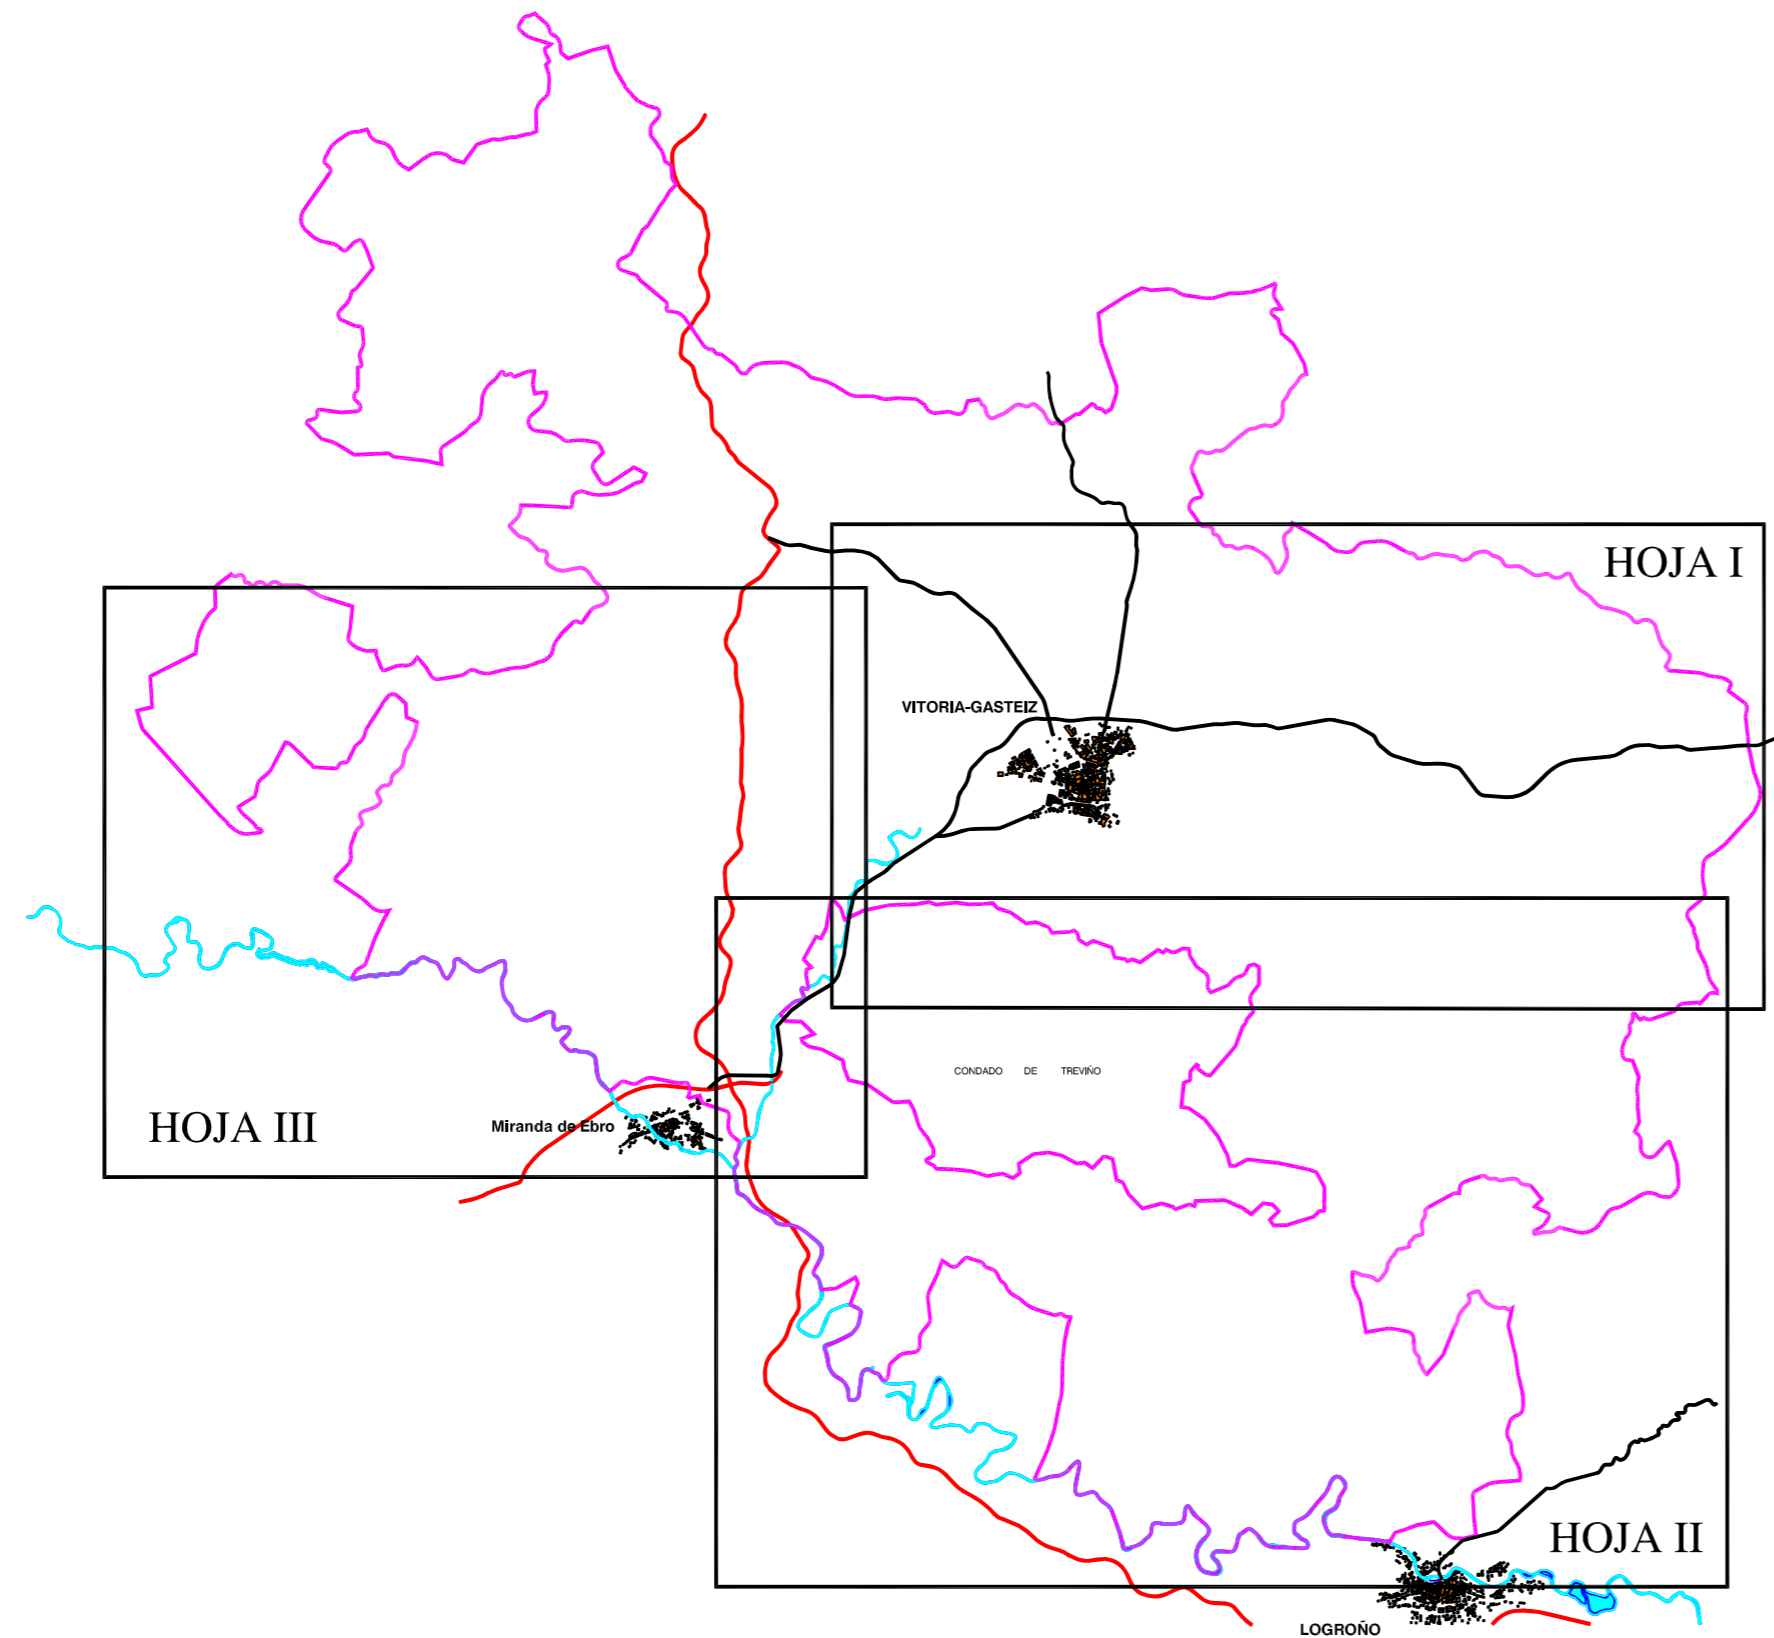 HOJA I
VITORIA-GASTEIZ
CONDADO DE TREVIÑO
HOJA III
Miranda de Ebro
HOJA II
LOGROÑO